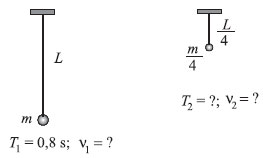 L
m
T₁ = 0,8 s; ν₁ = ?
L/4
m/4
T₂ = ?; ν₂ = ?